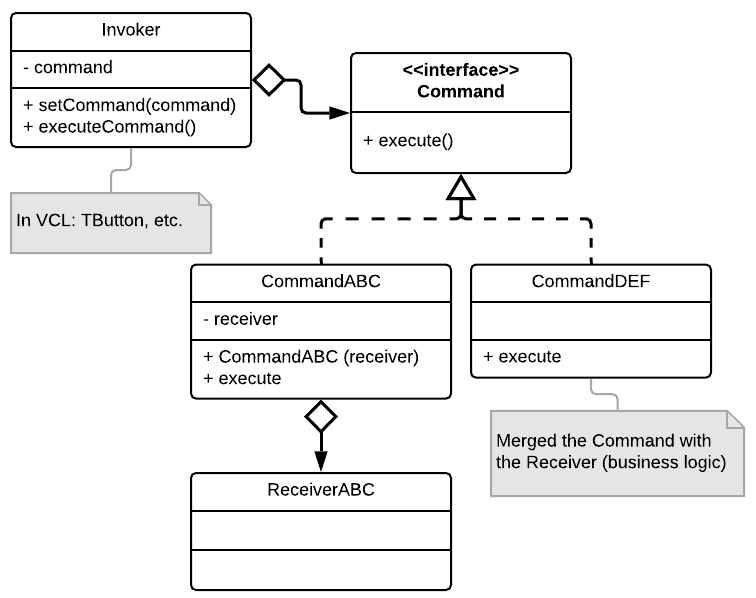 Invoker
- command
+ setCommand(command)
+ executeCommand()
<<interface>>
Command
+ execute()
In VCL: TButton, etc.
CommandABC
- receiver
+ CommandABC (receiver)
+ execute
CommandDEF
+ execute
Merged the Command with
the Receiver (business logic)
ReceiverABC